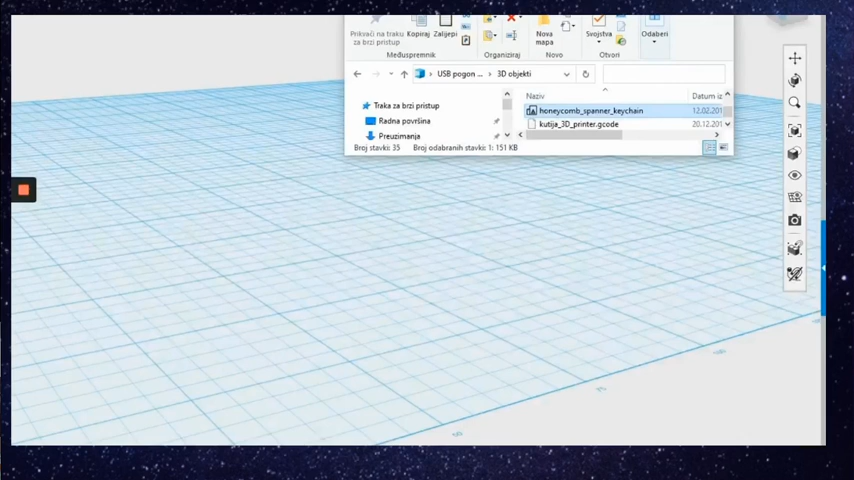 Prikvači na traku
za brzi pristup
Kopiraj
Zalijepi
Nova
mapa
Svojstva
Odaberi
Međuspremnik
Organiziraj
Novo
Otvori
USB pogon ...
3D objekti
Naziv
Datum iz
Traka za brzi pristup
honeycomb_spanner_keychain
12.02.201
Radna površina
kutija_3D_printer.gcode
20.12.201
Preuzimanja
Broj stavki: 35
Broj odabranih stavki: 1: 151 KB